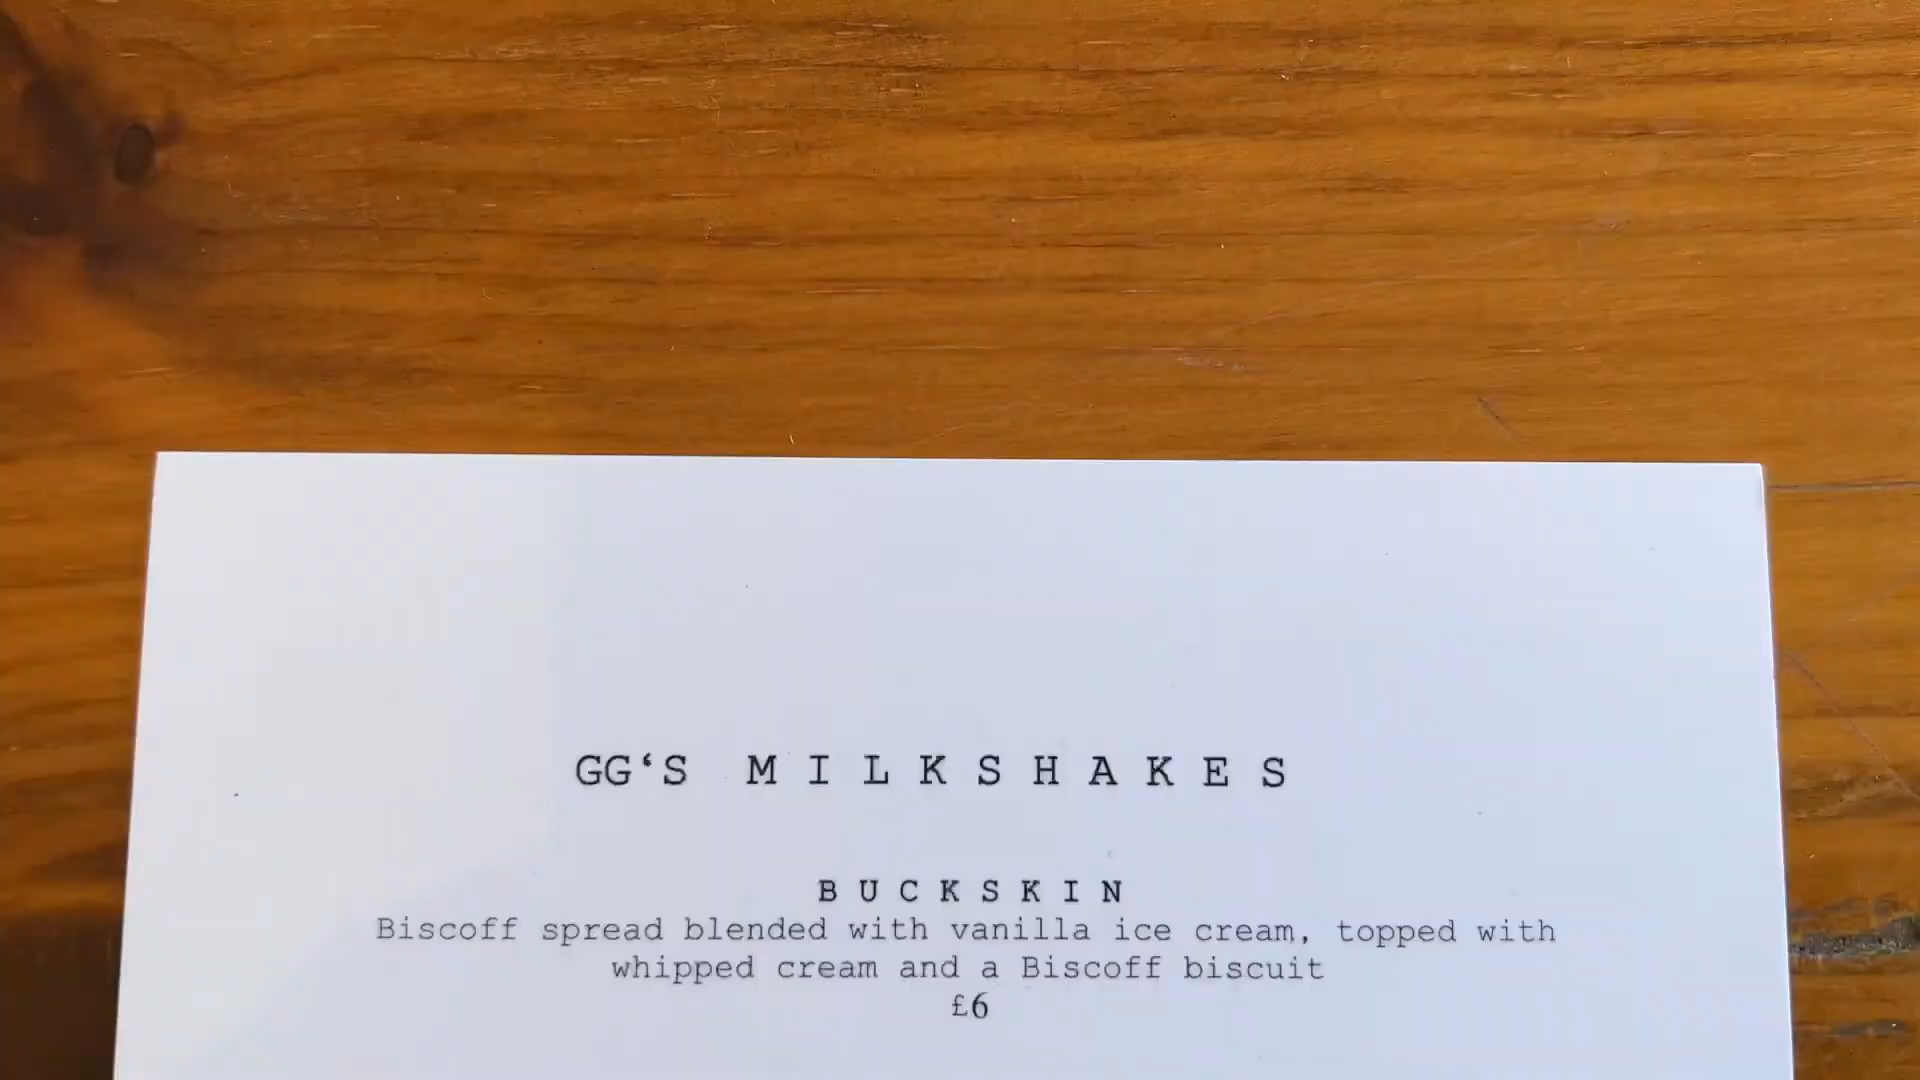 GG‘S MILKSHAKES
BUCKSKIN
Biscoff spread blended with vanilla ice cream, topped with
whipped cream and a Biscoff biscuit
£6